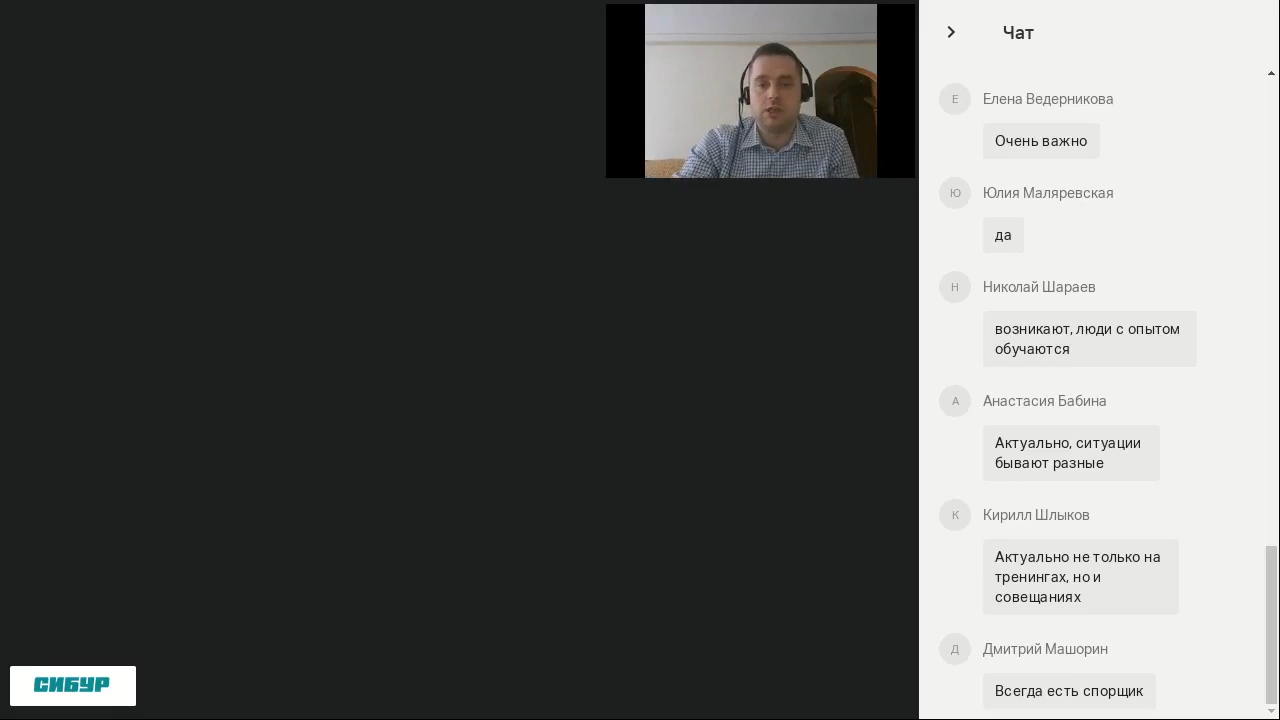 Чат
Е
Елена Ведерникова
Очень важно
Ю
Юлия Маляревская
да
Н
Николай Шараев
возникают, люди с опытом
обучаются
А
Анастасия Бабина
Актуально, ситуации
бывают разные
К
Кирилл Шлыков
Актуально не только на
тренингах, но и
совещаниях
Д
Дмитрий Машорин
Всегда есть спорщик
СИБУР